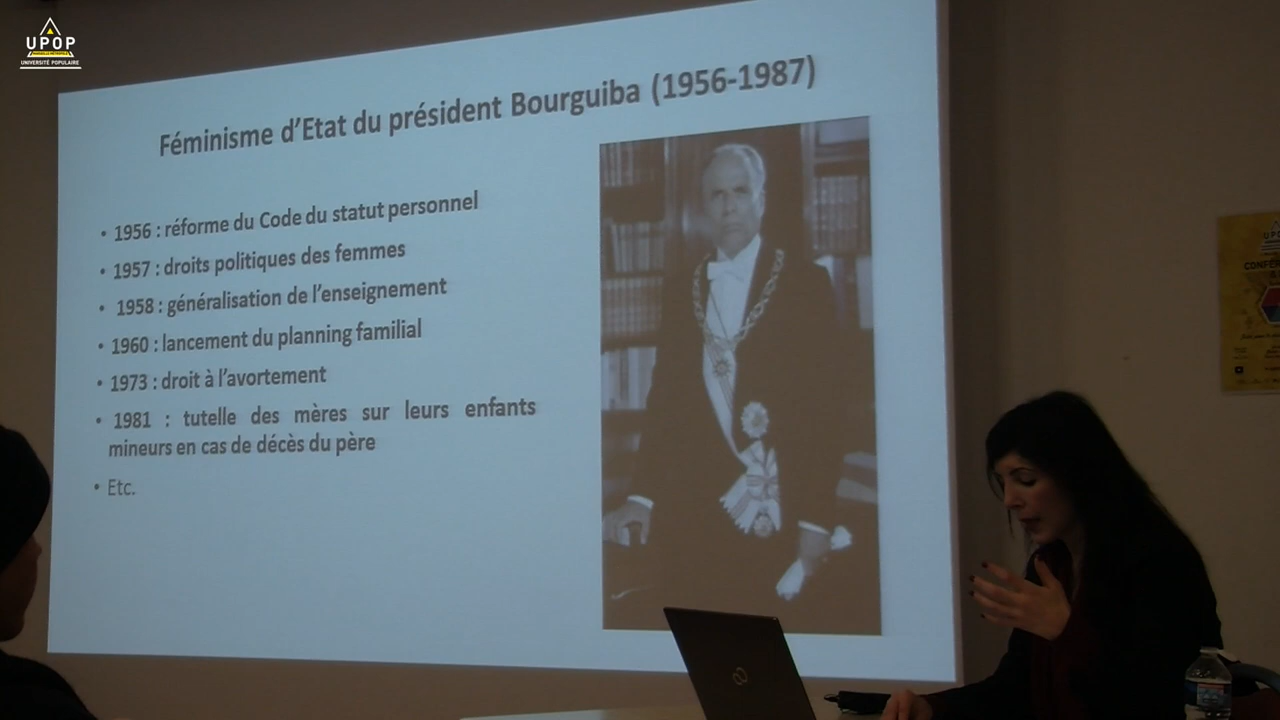 UPOP
UNIVERSITÉ POPULAIRE
Féminisme d'Etat du président Bourguiba (1956-1987)
• 1956 : réforme du Code du statut personnel
• 1957 : droits politiques des femmes
• 1958 : généralisation de l'enseignement
• 1960 : lancement du planning familial
• 1973 : droit à l'avortement
• 1981 : tutelle des mères sur leurs enfants
mineurs en cas de décès du père
• Etc.